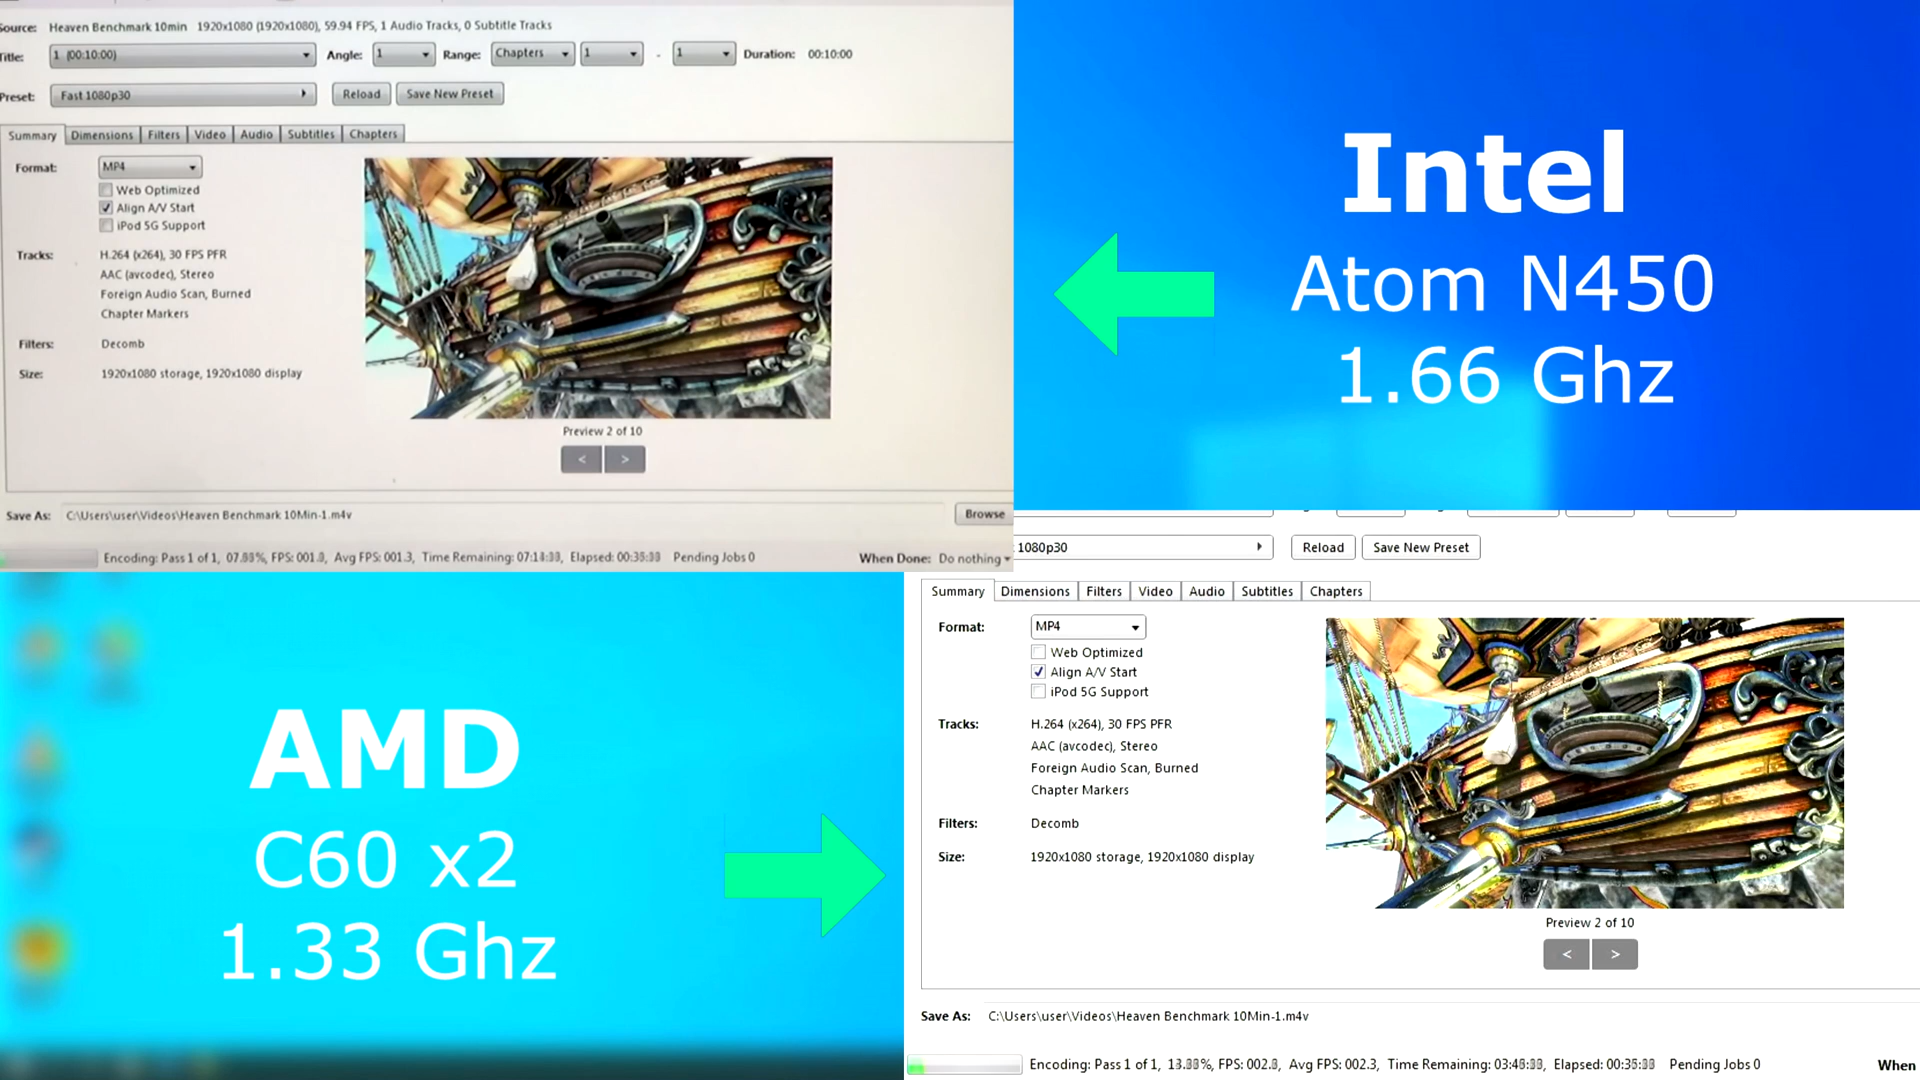 Source: Heaven Benchmark 10min 1920x1080 (1920x1080), 59.94 FPS, 1 Audio Tracks, 0 Subtitle Tracks
Title: 1 (00:10:00) Angle: 1 Range: Chapters 1 - 1 Duration: 00:10:00
Preset: Fast 1080p30 Reload Save New Preset
Summary Dimensions Filters Video Audio Subtitles Chapters
Format: MP4
Web Optimized
Align A/V Start
iPod 5G Support
Tracks: H.264 (x264), 30 FPS PFR
AAC (avcodec), Stereo
Foreign Audio Scan, Burned
Chapter Markers
Filters: Decomb
Size: 1920x1080 storage, 1920x1080 display
Preview 2 of 10
< >
Save As: C:\Users\user\Videos\Heaven Benchmark 10Min-1.m4v Browse
Encoding: Pass 1 of 1, FPS: Avg FPS: 001.3, Time Remaining: Elapsed: Pending Jobs 0 When Done: Do nothing
Intel
Atom N450
1.66 Ghz
AMD
C60 x2
1.33 Ghz
1080p30 Reload Save New Preset
Summary Dimensions Filters Video Audio Subtitles Chapters
Format: MP4
Web Optimized
Align A/V Start
iPod 5G Support
Tracks: H.264 (x264), 30 FPS PFR
AAC (avcodec), Stereo
Foreign Audio Scan, Burned
Chapter Markers
Filters: Decomb
Size: 1920x1080 storage, 1920x1080 display
Preview 2 of 10
< >
Save As: C:\Users\user\Videos\Heaven Benchmark 10Min-1.m4v
Encoding: Pass 1 of 1, FPS: Avg FPS: 002.3, Time Remaining: Elapsed: Pending Jobs 0 When